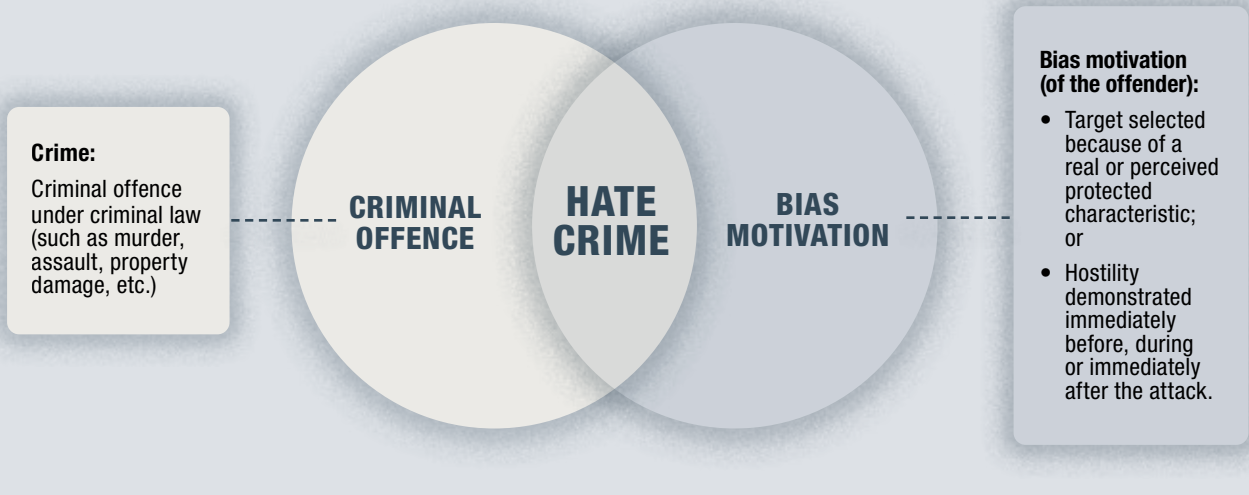 Crime:
Criminal offence
under criminal law
(such as murder,
assault, property
damage, etc.)
CRIMINAL
OFFENCE
HATE
CRIME
BIAS
MOTIVATION
Bias motivation
(of the offender):
• Target selected
because of a
real or perceived
protected
characteristic;
or
• Hostility
demonstrated
immediately
before, during
or immediately
after the attack.